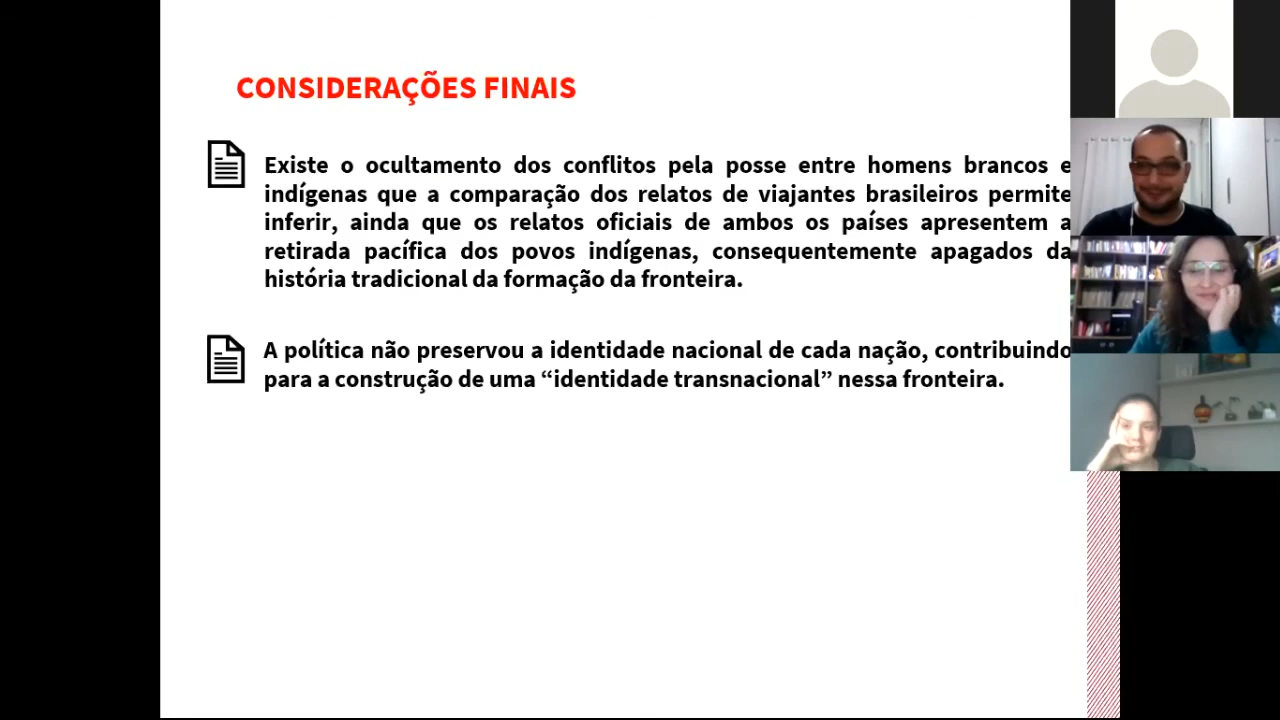 CONSIDERAÇÕES FINAIS
Existe o ocultamento dos conflitos pela posse entre homens brancos e
indígenas que a comparação dos relatos de viajantes brasileiros permite
inferir, ainda que os relatos oficiais de ambos os países apresentem a
retirada pacífica dos povos indígenas, consequentemente apagados da
história tradicional da formação da fronteira.
A política não preservou a identidade nacional de cada nação, contribuindo
para a construção de uma “identidade transnacional” nessa fronteira.